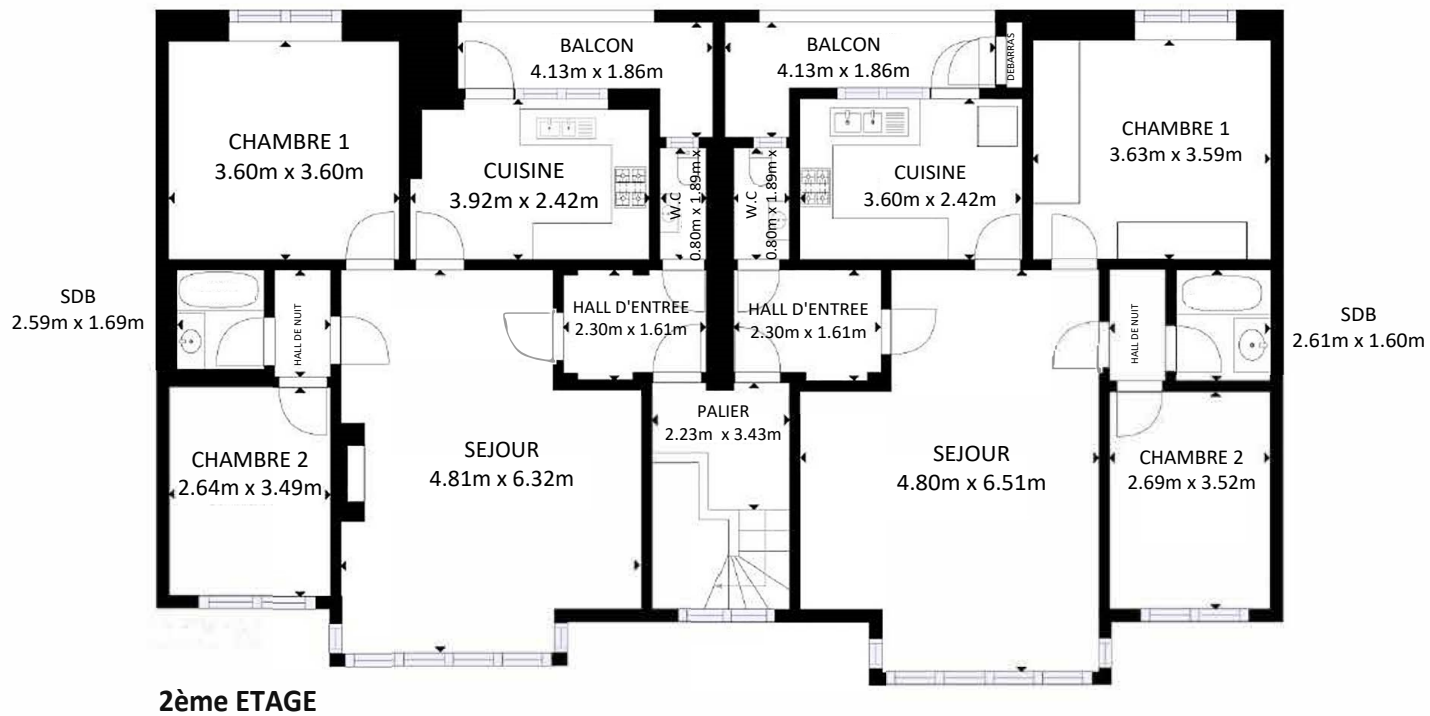 BALCON
4.13m x 1.86m
BALCON
4.13m x 1.86m
DEBARRAS
CHAMBRE 1
3.60m x 3.60m
CUISINE
3.92m x 2.42m
W.C
0.80m x 1.89m x
W.C
0.80m x 1.89m x
CUISINE
3.60m x 2.42m
CHAMBRE 1
3.63m x 3.59m
SDB
2.59m x 1.69m
HALL DE NUIT
HALL D'ENTREE
2.30m x 1.61m
HALL D'ENTREE
2.30m x 1.61m
HALL DE NUIT
SDB
2.61m x 1.60m
CHAMBRE 2
2.64m x 3.49m
SEJOUR
4.81m x 6.32m
PALIER
2.23m x 3.43m
SEJOUR
4.80m x 6.51m
CHAMBRE 2
2.69m x 3.52m
2ème ETAGE